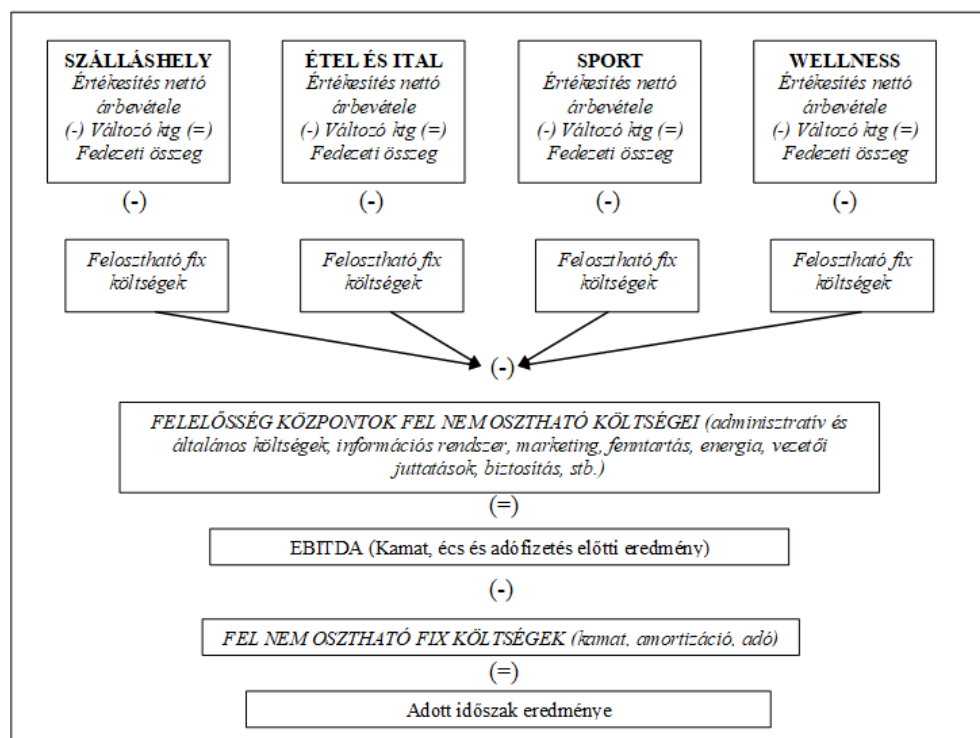 SZÁLLÁSHELY
Értékesítés nettó
árbevétele
(-) Változó ktg (=)
Fedezeti összeg
ÉTEL ÉS ITAL
Értékesítés nettó
árbevétele
(-) Változó ktg (=)
Fedezeti összeg
SPORT
Értékesítés nettó
árbevétele
(-) Változó ktg (=)
Fedezeti összeg
WELLNESS
Értékesítés nettó
árbevétele
(-) Változó ktg (=)
Fedezeti összeg
(-)
(-)
(-)
(-)
Felosztható fix
költségek
Felosztható fix
költségek
Felosztható fix
költségek
Felosztható fix
költségek
(-)
FELELŐSSÉG KÖZPONTOK FEL NEM OSZTHATÓ KÖLTSÉGEI (adminisztratív és
általános költségek, információs rendszer, marketing, fenntartás, energia, vezetői
juttatások, biztosítás, stb.)
(=)
EBITDA (Kamat, écs és adófizetés előtti eredmény)
(-)
FEL NEM OSZTHATÓ FIX KÖLTSÉGEK (kamat, amortizáció, adó)
(=)
Adott időszak eredménye